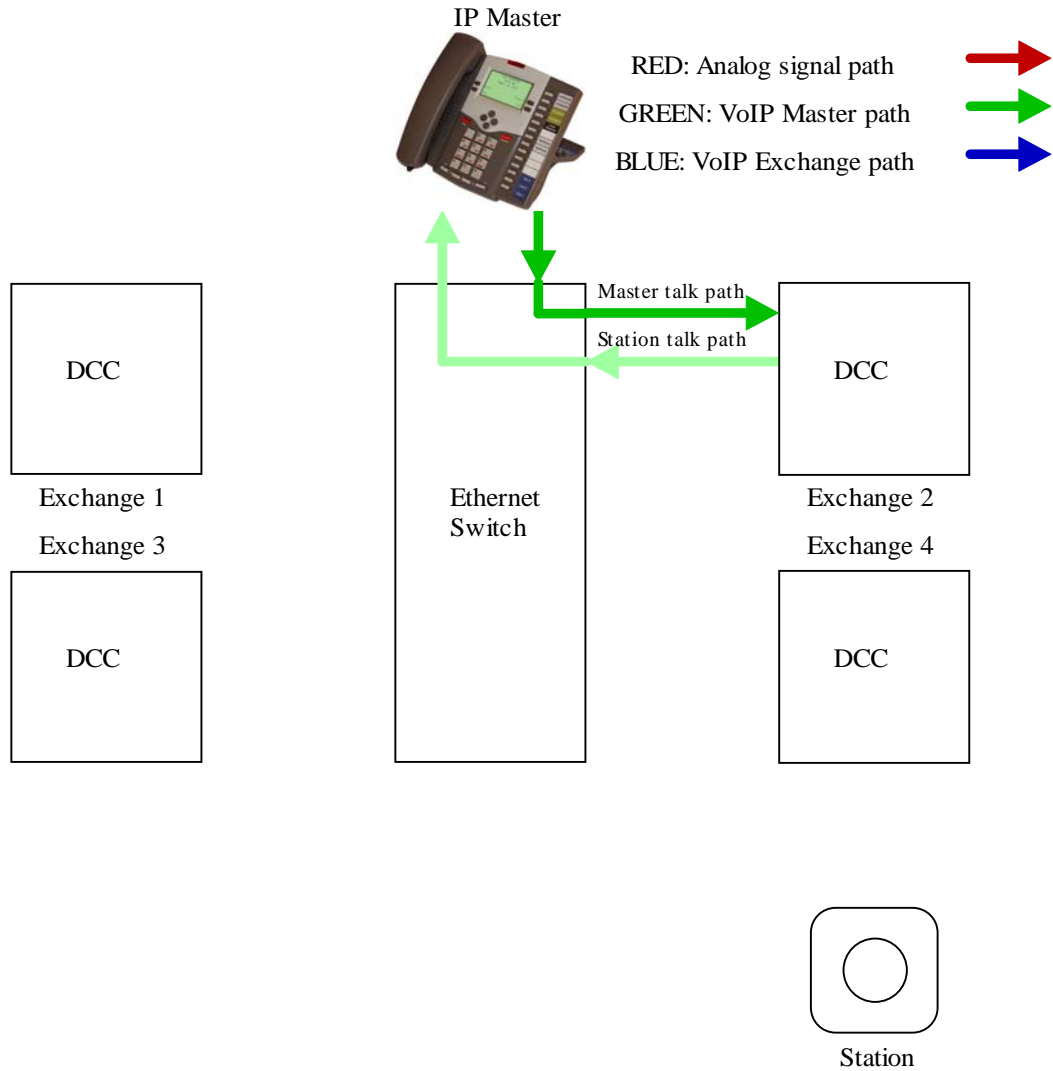 IP Master
RED: Analog signal path
GREEN: VoIP Master path
BLUE: VoIP Exchange path
Master talk path
Station talk path
DCC
DCC
Exchange 1
Ethernet
Switch
Exchange 2
Exchange 3
Exchange 4
DCC
DCC
Station